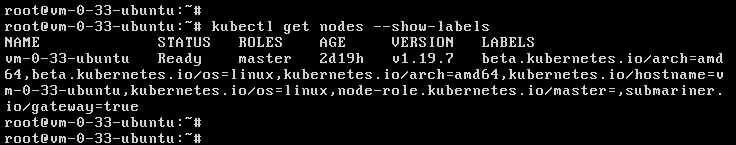 root@vm-0-33-ubuntu:~#
root@vm-0-33-ubuntu:~# kubectl get nodes --show-labels
NAME             STATUS   ROLES    AGE     VERSION   LABELS
vm-0-33-ubuntu   Ready    master   2d19h   v1.19.7   beta.kubernetes.io/arch=amd
64,beta.kubernetes.io/os=linux,kubernetes.io/arch=amd64,kubernetes.io/hostname=v
m-0-33-ubuntu,kubernetes.io/os=linux,node-role.kubernetes.io/master=,submariner.
io/gateway=true
root@vm-0-33-ubuntu:~#
root@vm-0-33-ubuntu:~#